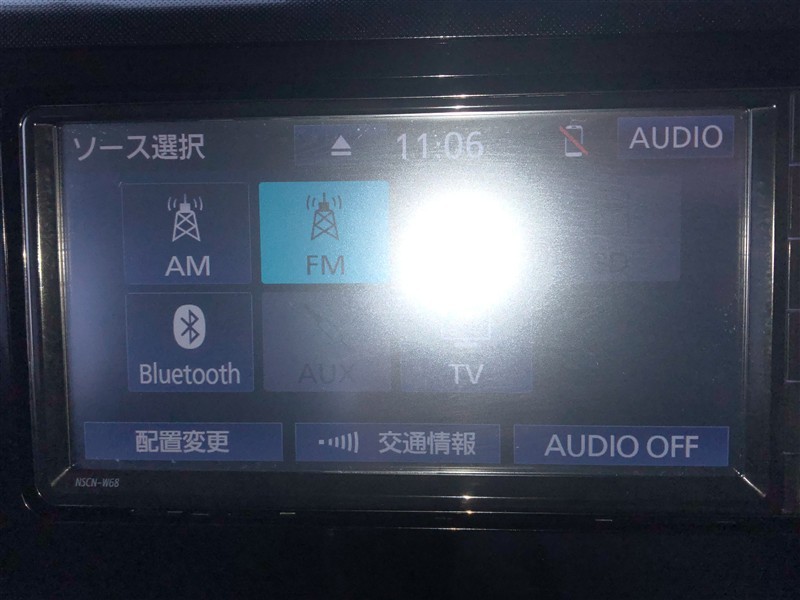 ソース選択 11:06 AUDIO
AM FM
Bluetooth AUX TV
配置変更 交通情報 AUDIO OFF
NSCN-W68